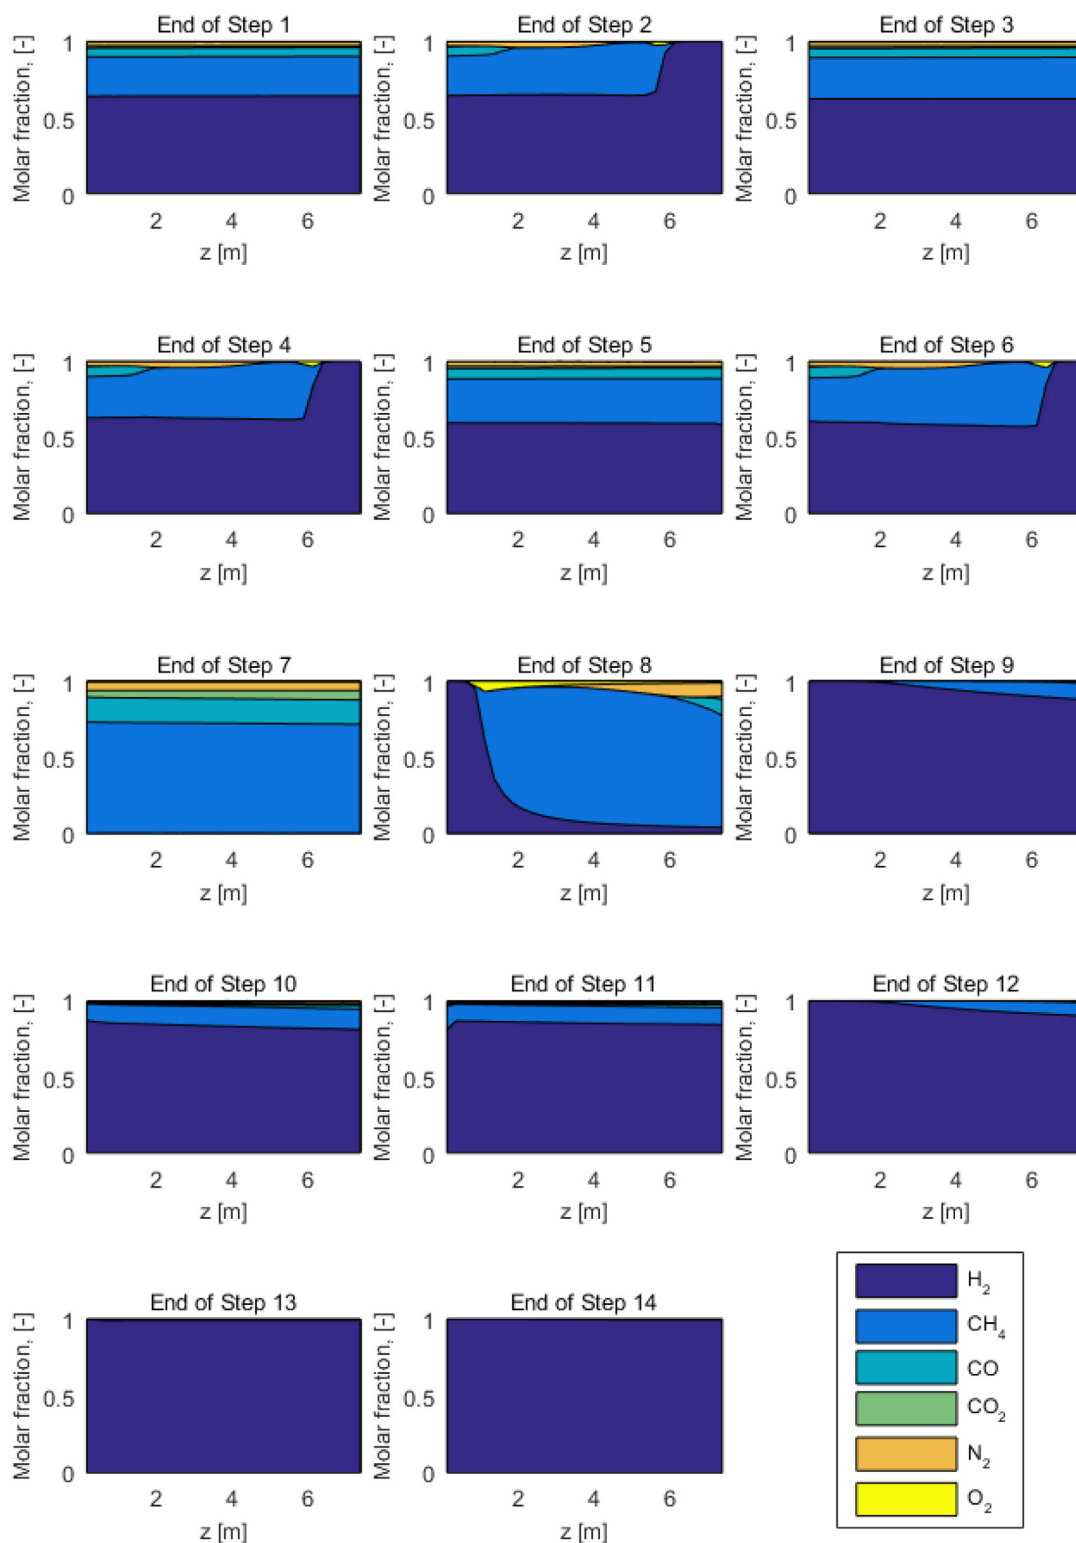 End of Step 1
Molar fraction, [-]
1
0.5
0
2
4
6
z [m]
End of Step 2
Molar fraction, [-]
1
0.5
0
2
4
6
z [m]
End of Step 3
Molar fraction, [-]
1
0.5
0
2
4
6
z [m]
End of Step 4
Molar fraction, [-]
1
0.5
0
2
4
6
z [m]
End of Step 5
Molar fraction, [-]
1
0.5
0
2
4
6
z [m]
End of Step 6
Molar fraction, [-]
1
0.5
0
2
4
6
z [m]
End of Step 7
Molar fraction, [-]
1
0.5
0
2
4
6
z [m]
End of Step 8
Molar fraction, [-]
1
0.5
0
2
4
6
z [m]
End of Step 9
Molar fraction, [-]
1
0.5
0
2
4
6
z [m]
End of Step 10
Molar fraction, [-]
1
0.5
0
2
4
6
z [m]
End of Step 11
Molar fraction, [-]
1
0.5
0
2
4
6
z [m]
End of Step 12
Molar fraction, [-]
1
0.5
0
2
4
6
z [m]
End of Step 13
Molar fraction, [-]
1
0.5
0
2
4
6
z [m]
End of Step 14
Molar fraction, [-]
1
0.5
0
2
4
6
z [m]
H₂
CH₄
CO
CO₂
N₂
O₂